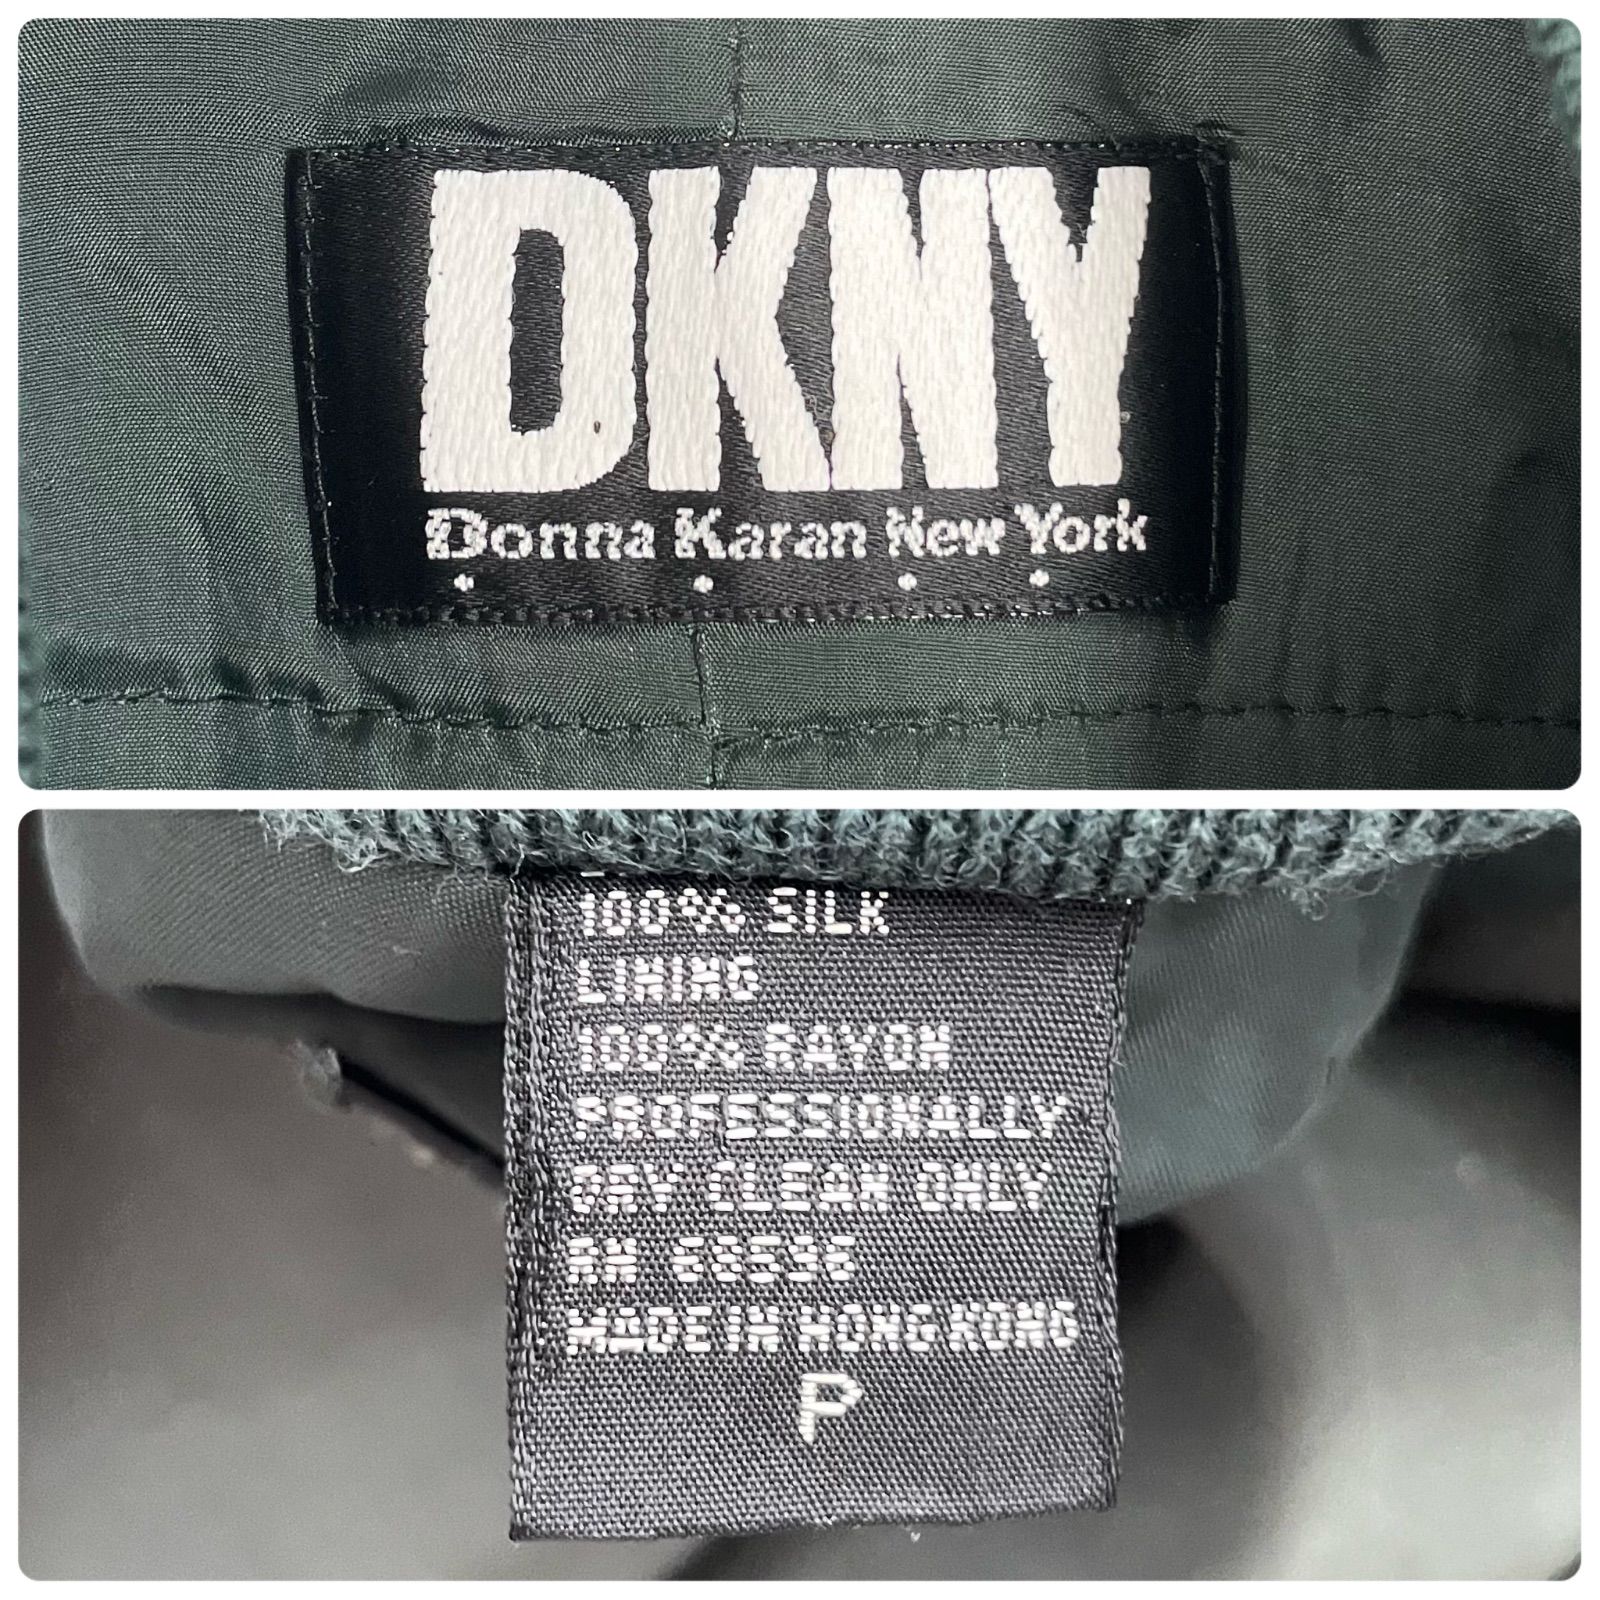 DKNY
Donna Karan New York
100% SILK
LINING
100% RAYON
PROFESSIONALLY
DRY CLEAN ONLY
RN
MADE IN HONG KONG
P